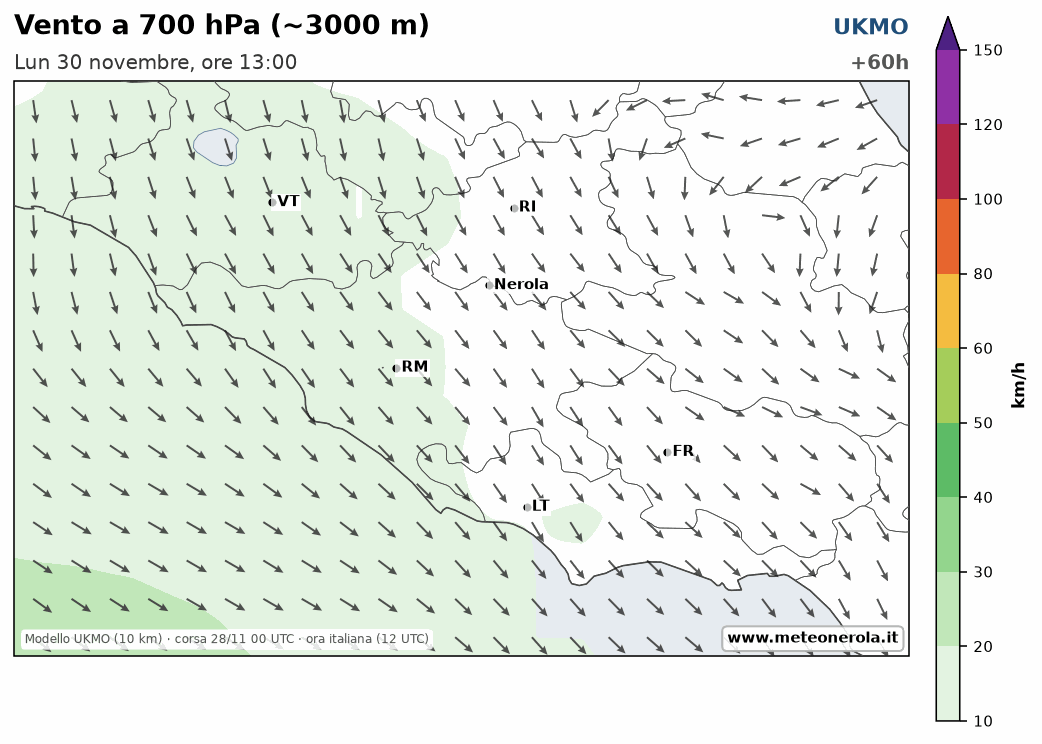 Vento a 700 hPa (~3000 m)
UKMO
Lun 30 novembre, ore 13:00
+60h
VT
RI
Nerola
RM
FR
LT
Modello UKMO (10 km) · corsa 28/11 00 UTC · ora italiana (12 UTC)
www.meteonerola.it
150
120
100
80
60
50
40
30
20
10
km/h